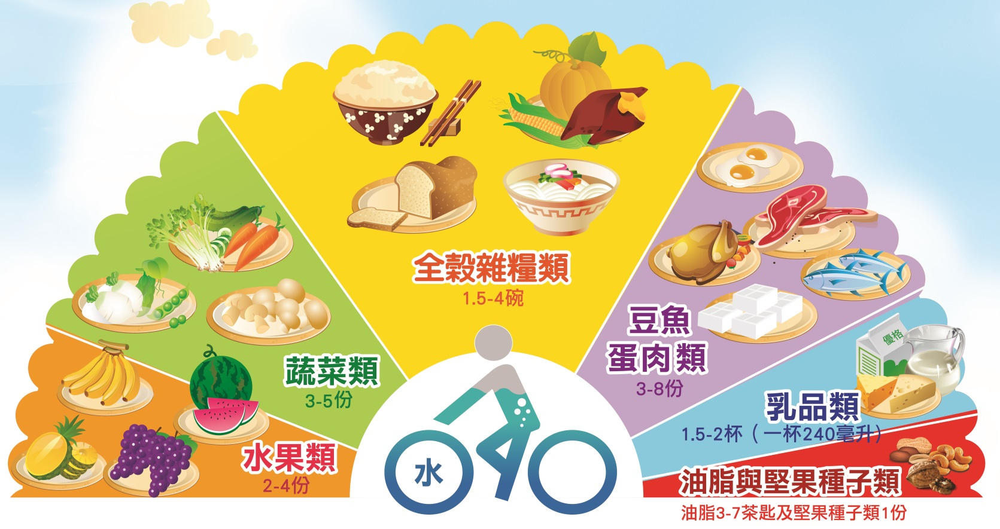 全穀雜糧類
1.5-4碗
豆魚
蛋肉類
3-8份
蔬菜類
3-5份
優格
乳品類
1.5-2杯（一杯240毫升）
水果類
2-4份
水
油脂與堅果種子類
油脂3-7茶匙及堅果種子類1份